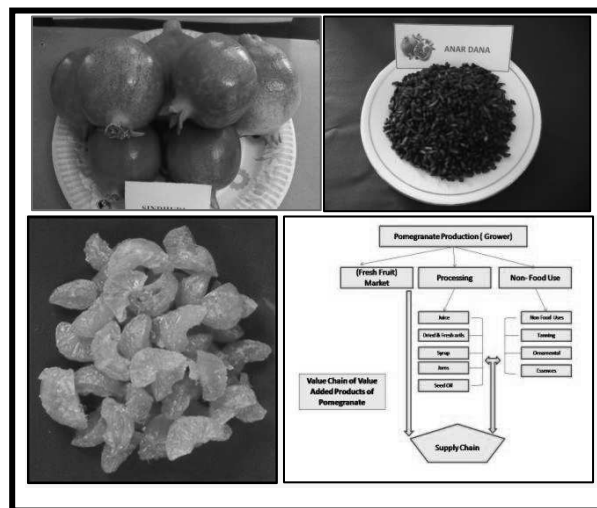 SINDHURI
ANAR DANA
Pomegranate Production ( Grower)
(Fresh Fruit)
Market
Processing
Non- Food Use
Juice
Dried & Fresh arils
Syrup
Jams
Seed Oil
Non Food Uses
Tanning
Ornamental
Essences
Value Chain of Value
Added Products of
Pomegranate
Supply Chain